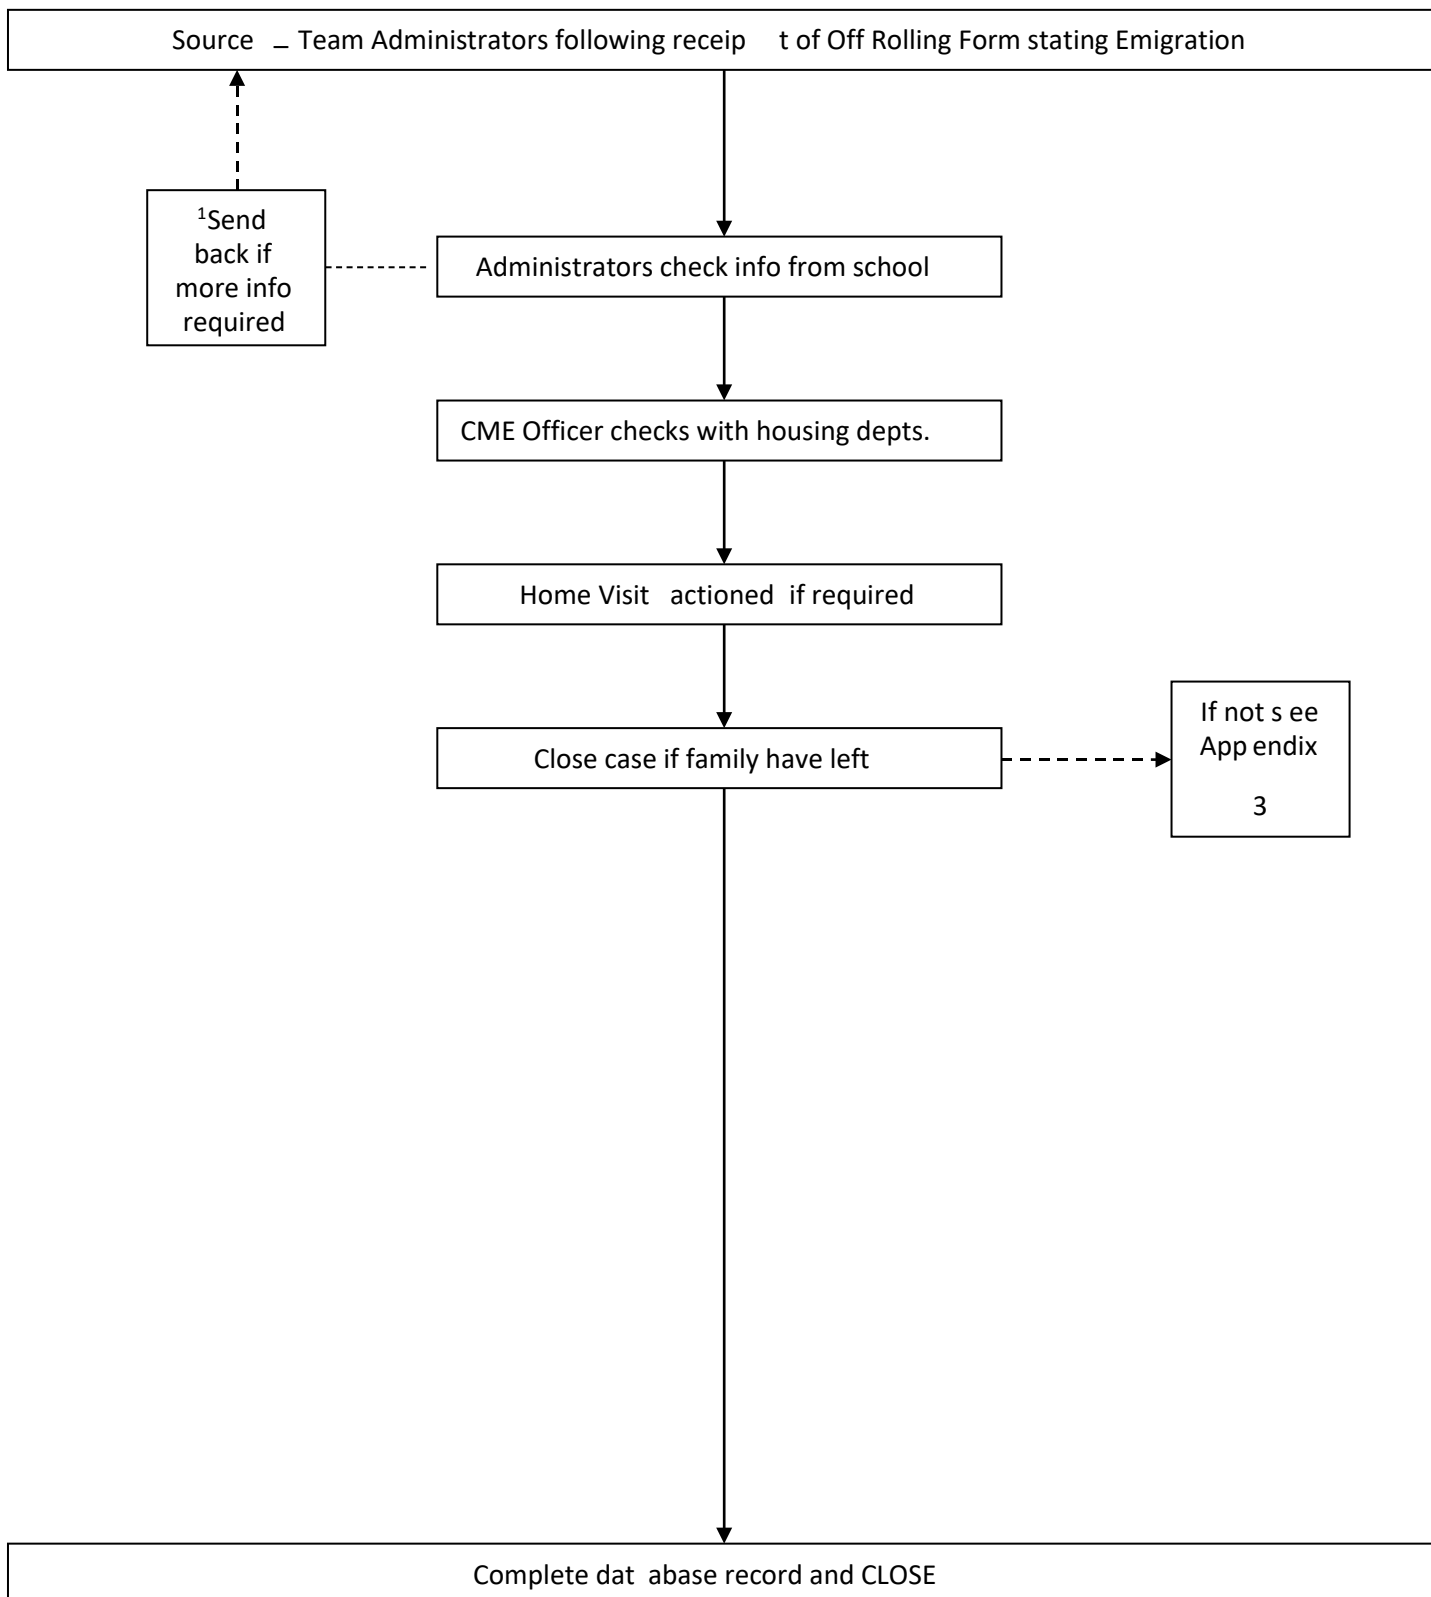 Source – Team Administrators following receip t of Off Rolling Form stating Emigration
¹Send
back if
more info
required
Administrators check info from school
CME Officer checks with housing depts.
Home Visit actioned if required
Close case if family have left
If not s ee
App endix
3
Complete dat abase record and CLOSE